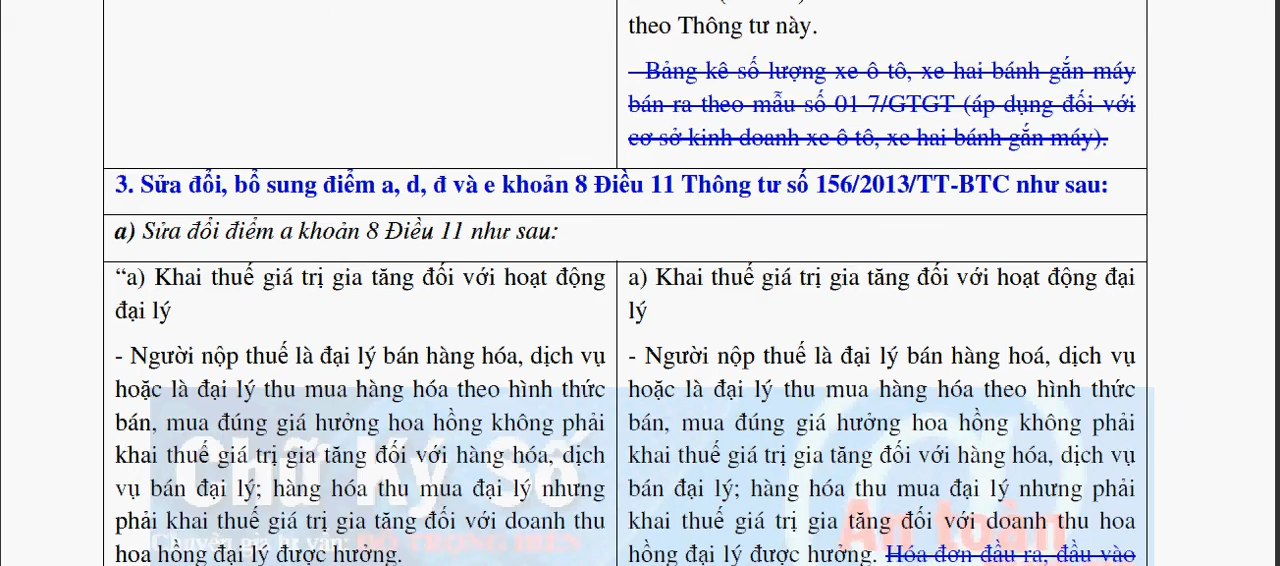 theo Thông tư này.
- Bảng kê số lượng xe ô tô, xe hai bánh gắn máy
bán ra theo mẫu số 01-7/GTGT (áp dụng đối với
cơ sở kinh doanh xe ô tô, xe hai bánh gắn máy).
3. Sửa đổi, bổ sung điểm a, d, đ và e khoản 8 Điều 11 Thông tư số 156/2013/TT-BTC như sau:
a) Sửa đổi điểm a khoản 8 Điều 11 như sau:
“a) Khai thuế giá trị gia tăng đối với hoạt động
đại lý
- Người nộp thuế là đại lý bán hàng hóa, dịch vụ
hoặc là đại lý thu mua hàng hóa theo hình thức
bán, mua đúng giá hưởng hoa hồng không phải
khai thuế giá trị gia tăng đối với hàng hóa, dịch
vụ bán đại lý; hàng hóa thu mua đại lý nhưng
phải khai thuế giá trị gia tăng đối với doanh thu
hoa hồng đại lý được hưởng.
a) Khai thuế giá trị gia tăng đối với hoạt động đại
lý
- Người nộp thuế là đại lý bán hàng hoá, dịch vụ
hoặc là đại lý thu mua hàng hóa theo hình thức
bán, mua đúng giá hưởng hoa hồng không phải
khai thuế giá trị gia tăng đối với hàng hóa, dịch vụ
bán đại lý; hàng hóa thu mua đại lý nhưng phải
khai thuế giá trị gia tăng đối với doanh thu hoa
hồng đại lý được hưởng. Hóa đơn đầu ra, đầu vào
Chữ Ký Số
Chuyên gia tư vấn:
An toàn